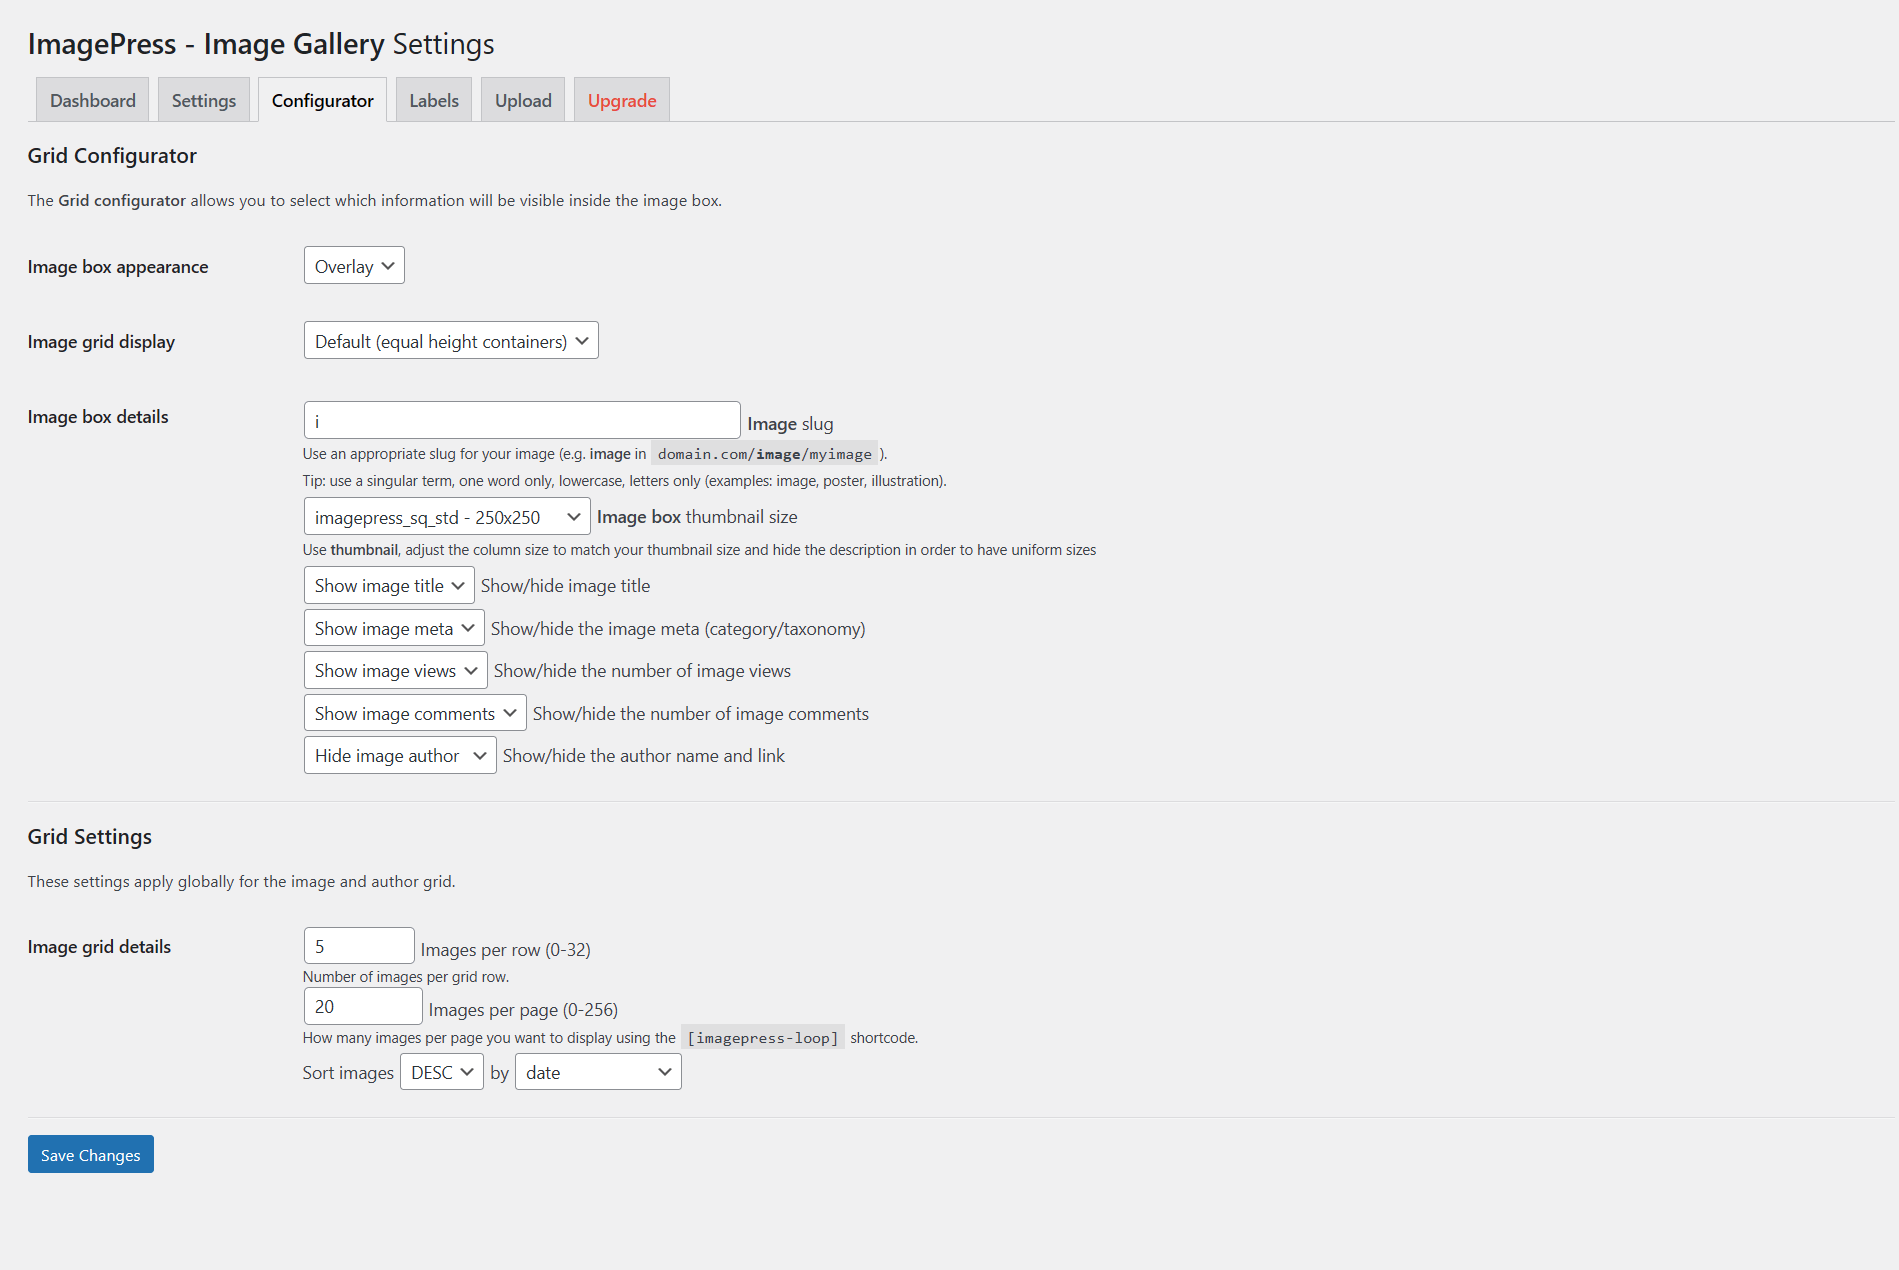 ImagePress - Image Gallery Settings
Dashboard Settings Configurator Labels Upload Upgrade
Grid Configurator
The Grid configurator allows you to select which information will be visible inside the image box.
Image box appearance Overlay
Image grid display Default (equal height containers)
Image box details i Image slug
Use an appropriate slug for your image (e.g. image in domain.com/image/myimage ).
Tip: use a singular term, one word only, lowercase, letters only (examples: image, poster, illustration).
imagepress_sq_std - 250x250 Image box thumbnail size
Use thumbnail, adjust the column size to match your thumbnail size and hide the description in order to have uniform sizes
Show image title Show/hide image title
Show image meta Show/hide the image meta (category/taxonomy)
Show image views Show/hide the number of image views
Show image comments Show/hide the number of image comments
Hide image author Show/hide the author name and link
Grid Settings
These settings apply globally for the image and author grid.
Image grid details 5 Images per row (0-32)
Number of images per grid row.
20 Images per page (0-256)
How many images per page you want to display using the [imagepress-loop] shortcode.
Sort images DESC by date
Save Changes